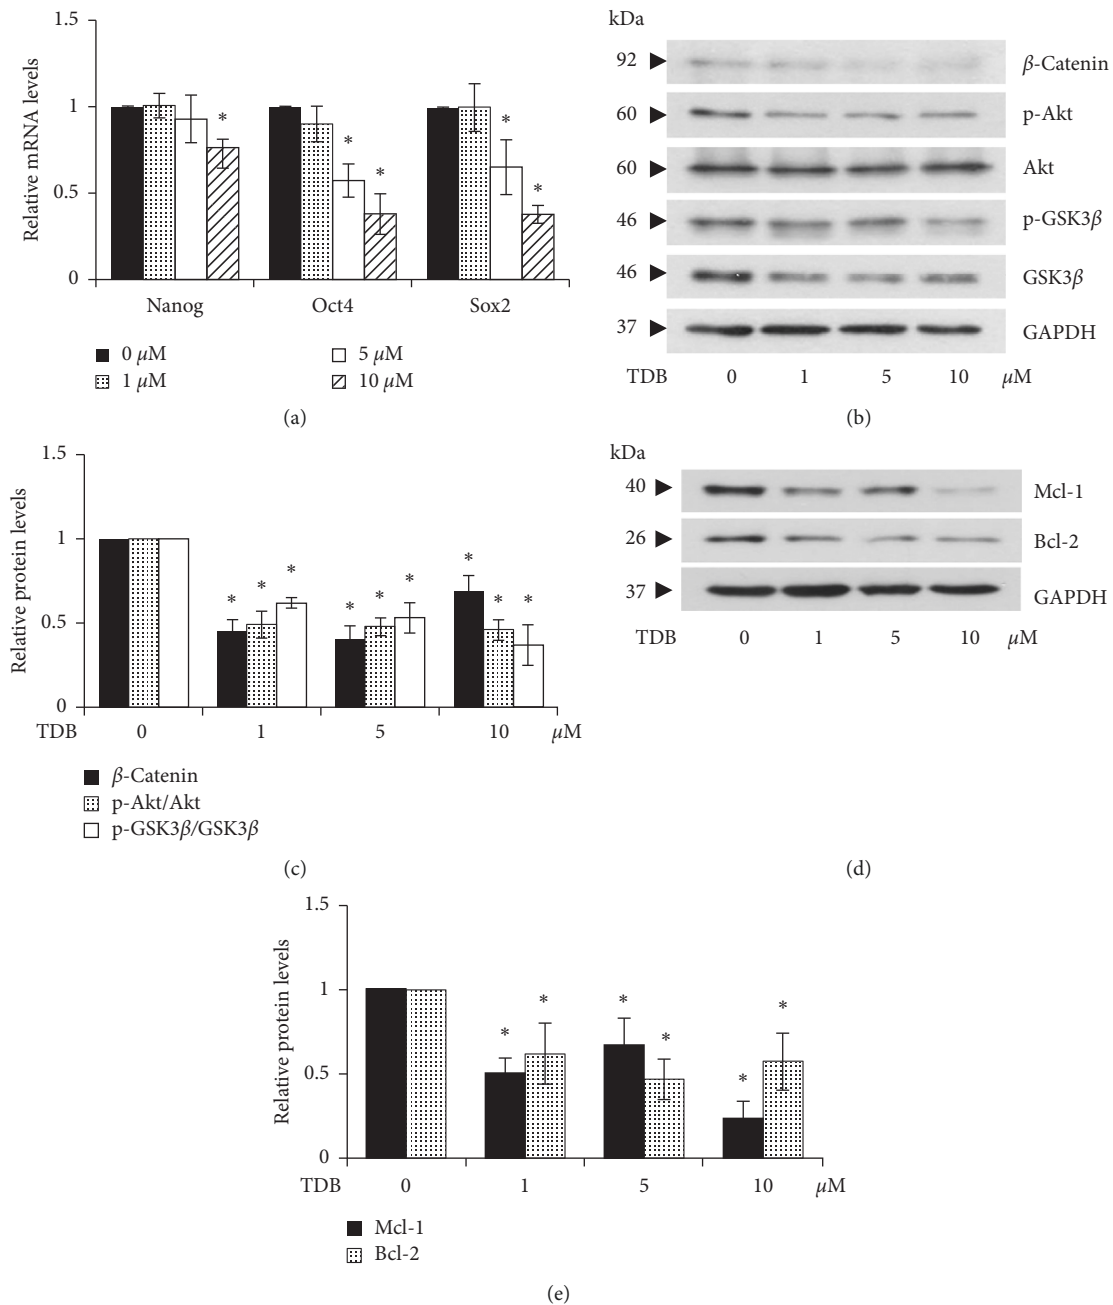 1.5
1
0.5
0
Relative mRNA levels
* * * * *
Nanog Oct4 Sox2
0 μM 5 μM
1 μM 10 μM
(a)
kDa
92 β-Catenin
60 p-Akt
60 Akt
46 p-GSK3β
46 GSK3β
37 GAPDH
TDB 0 1 5 10 μM
(b)
1.5
1
0.5
0
Relative protein levels
* * * * * * * * *
TDB 0 1 5 10 μM
β-Catenin
p-Akt/Akt
p-GSK3β/GSK3β
(c)
kDa
40 Mcl-1
26 Bcl-2
37 GAPDH
TDB 0 1 5 10 μM
(d)
1.5
1
0.5
0
Relative protein levels
* * * * * *
TDB 0 1 5 10 μM
Mcl-1
Bcl-2
(e)